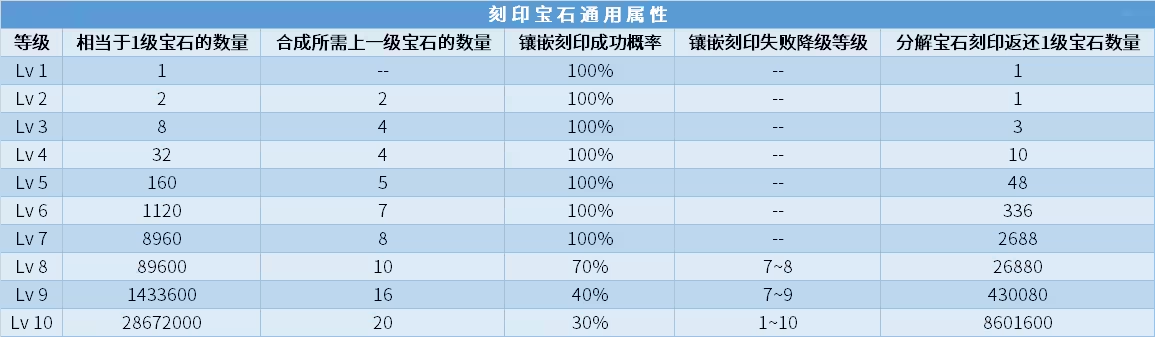 刻印宝石通用属性
等级 相当于1级宝石的数量 合成所需上一级宝石的数量 镶嵌刻印成功概率 镶嵌刻印失败降级等级 分解宝石刻印返还1级宝石数量
Lv 1 1 -- 100% -- 1
Lv 2 2 2 100% -- 1
Lv 3 8 4 100% -- 3
Lv 4 32 4 100% -- 10
Lv 5 160 5 100% -- 48
Lv 6 1120 7 100% -- 336
Lv 7 8960 8 100% -- 2688
Lv 8 89600 10 70% 7~8 26880
Lv 9 1433600 16 40% 7~9 430080
Lv 10 28672000 20 30% 1~10 8601600